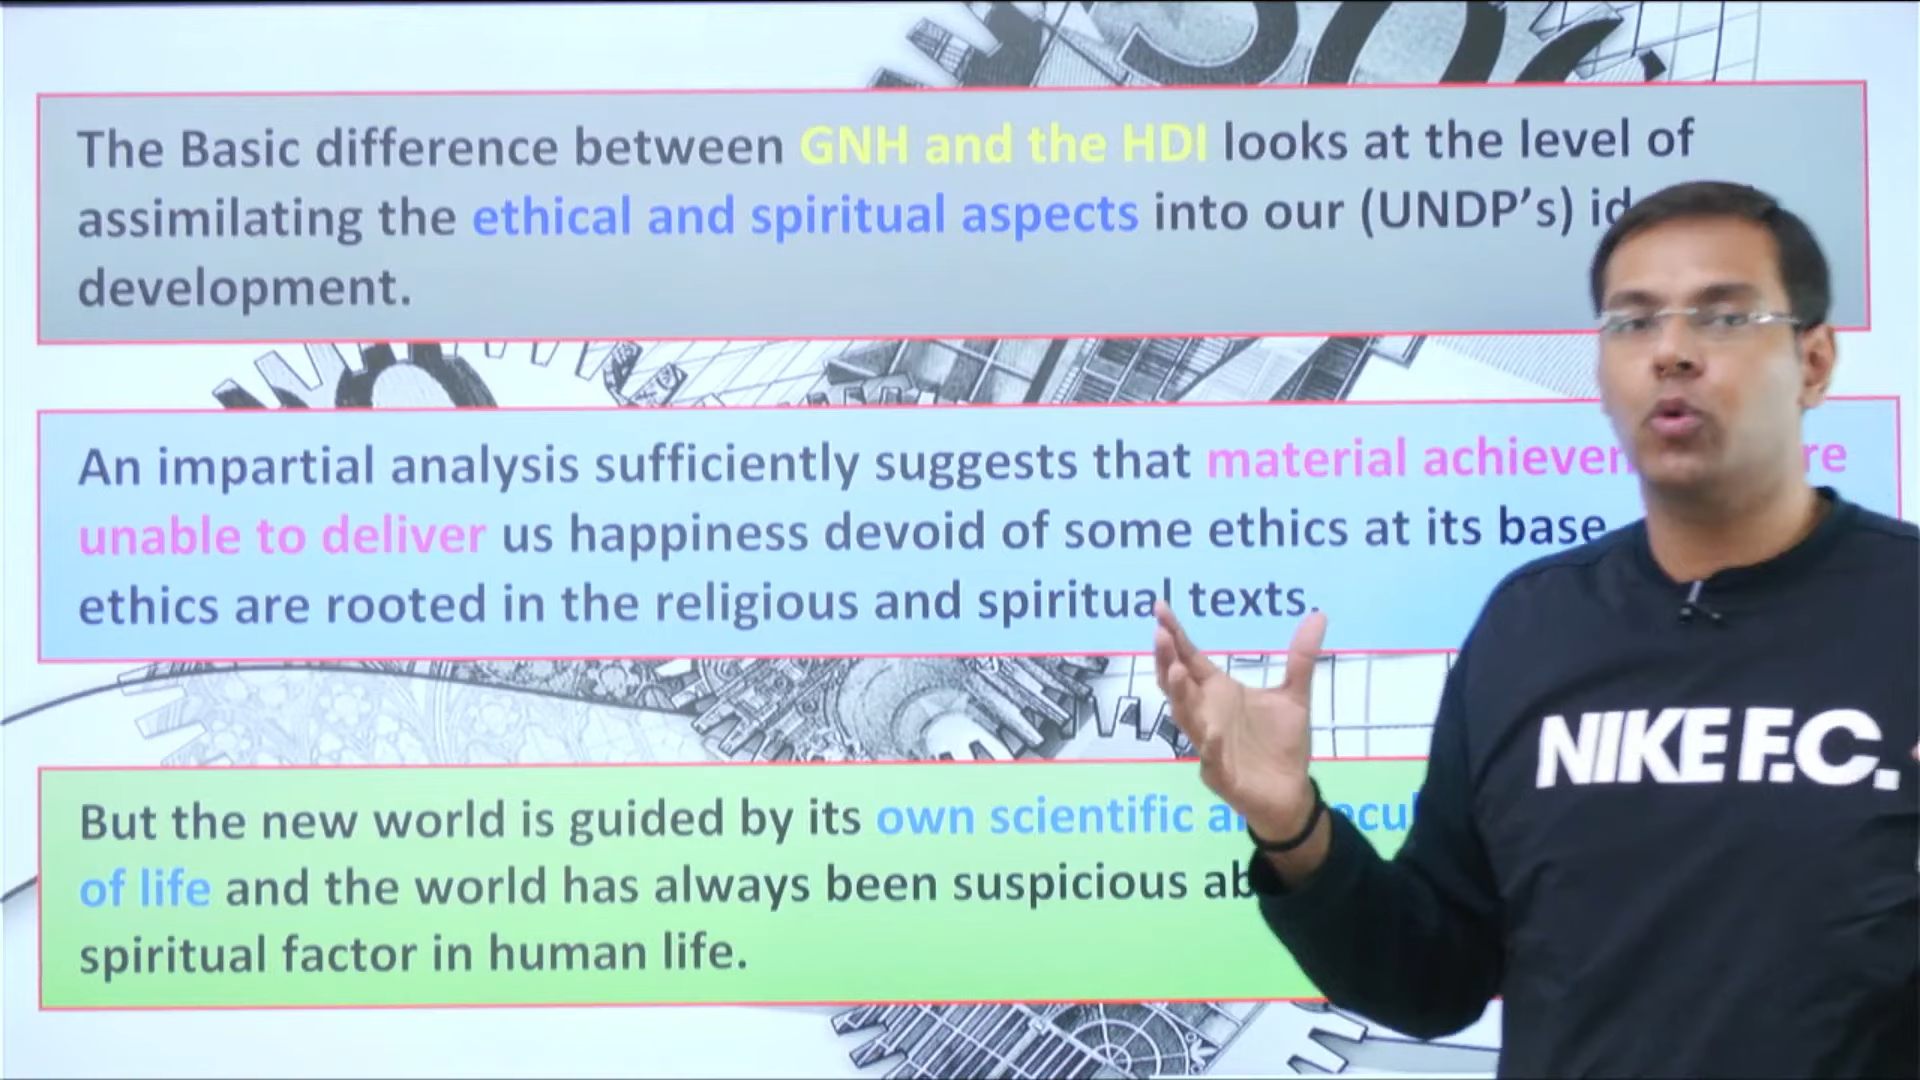 The Basic difference between GNH and the HDI looks at the level of
assimilating the ethical and spiritual aspects into our (UNDP’s)
development.
An impartial analysis sufficiently suggests that material
unable to deliver us happiness devoid of some ethics at its base
ethics are rooted in the religious and spiritual texts.
But the new world is guided by its own scientific
of life and the world has always been suspicious
spiritual factor in human life.
NIKE F.C.